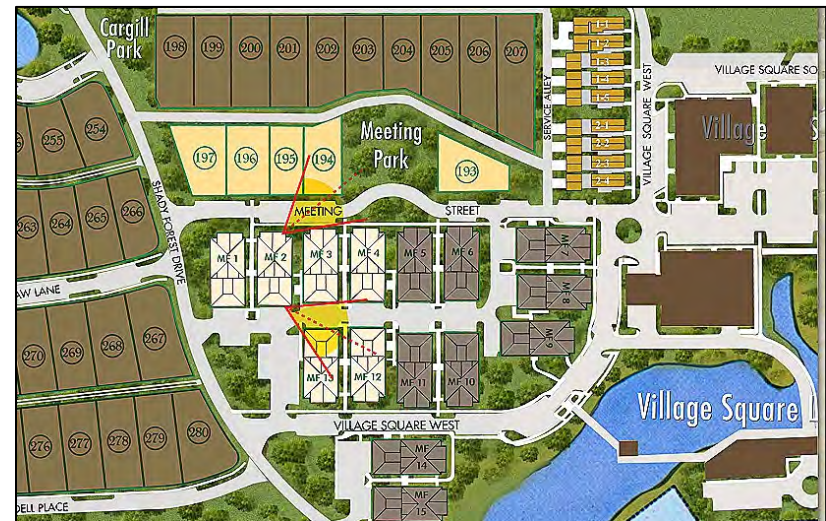 Cargill
Park
198
199
200
201
202
203
204
205
206
207
1-1
1-2
1-3
1-4
1-5
SERVICE ALLEY
VILLAGE SQUARE WEST
VILLAGE SQUARE SO
255
254
197
196
195
194
Meeting
Park
193
2-1
2-2
2-3
2-4
Village
S
263
264
265
266
SHADY FOREST DRIVE
MEETING STREET
MF 1
MF 2
MF 3
MF 4
MF 5
MF 6
MF 7
MF 8
MF 9
AW LANE
270
269
268
267
MF 13
MF 12
MF 11
MF 10
VILLAGE SQUARE WEST
Village Square L
276
277
278
279
280
MF
14
MF
15
DELL PLACE